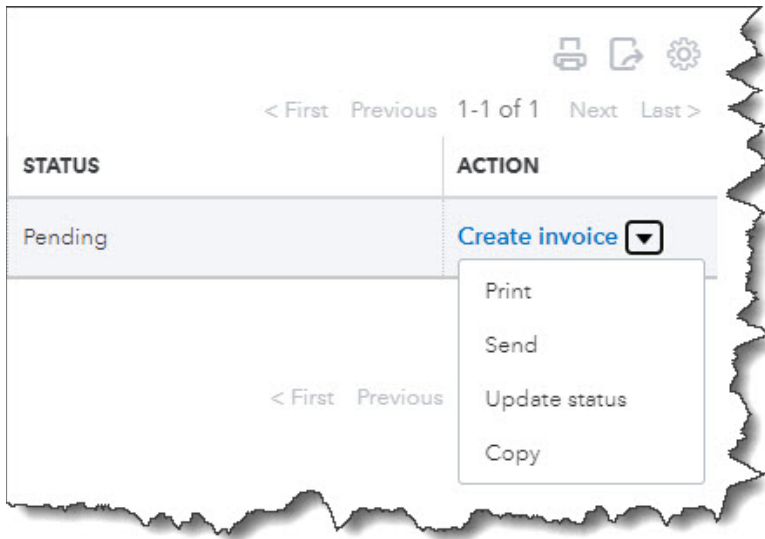 < First Previous 1-1 of 1 Next Last >
STATUS ACTION
Pending Create invoice
Print
Send
< First Previous Update status
Copy